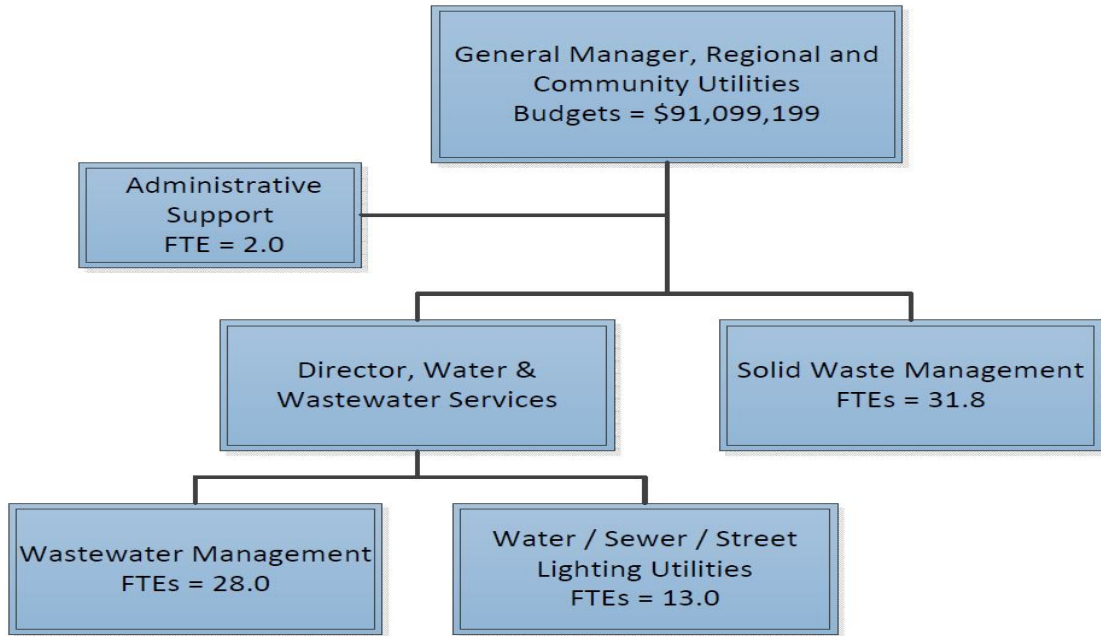 General Manager, Regional and
Community Utilities
Budgets = $91,099,199
Administrative
Support
FTE = 2.0
Director, Water &
Wastewater Services
Solid Waste Management
FTEs = 31.8
Wastewater Management
FTEs = 28.0
Water / Sewer / Street
Lighting Utilities
FTEs = 13.0